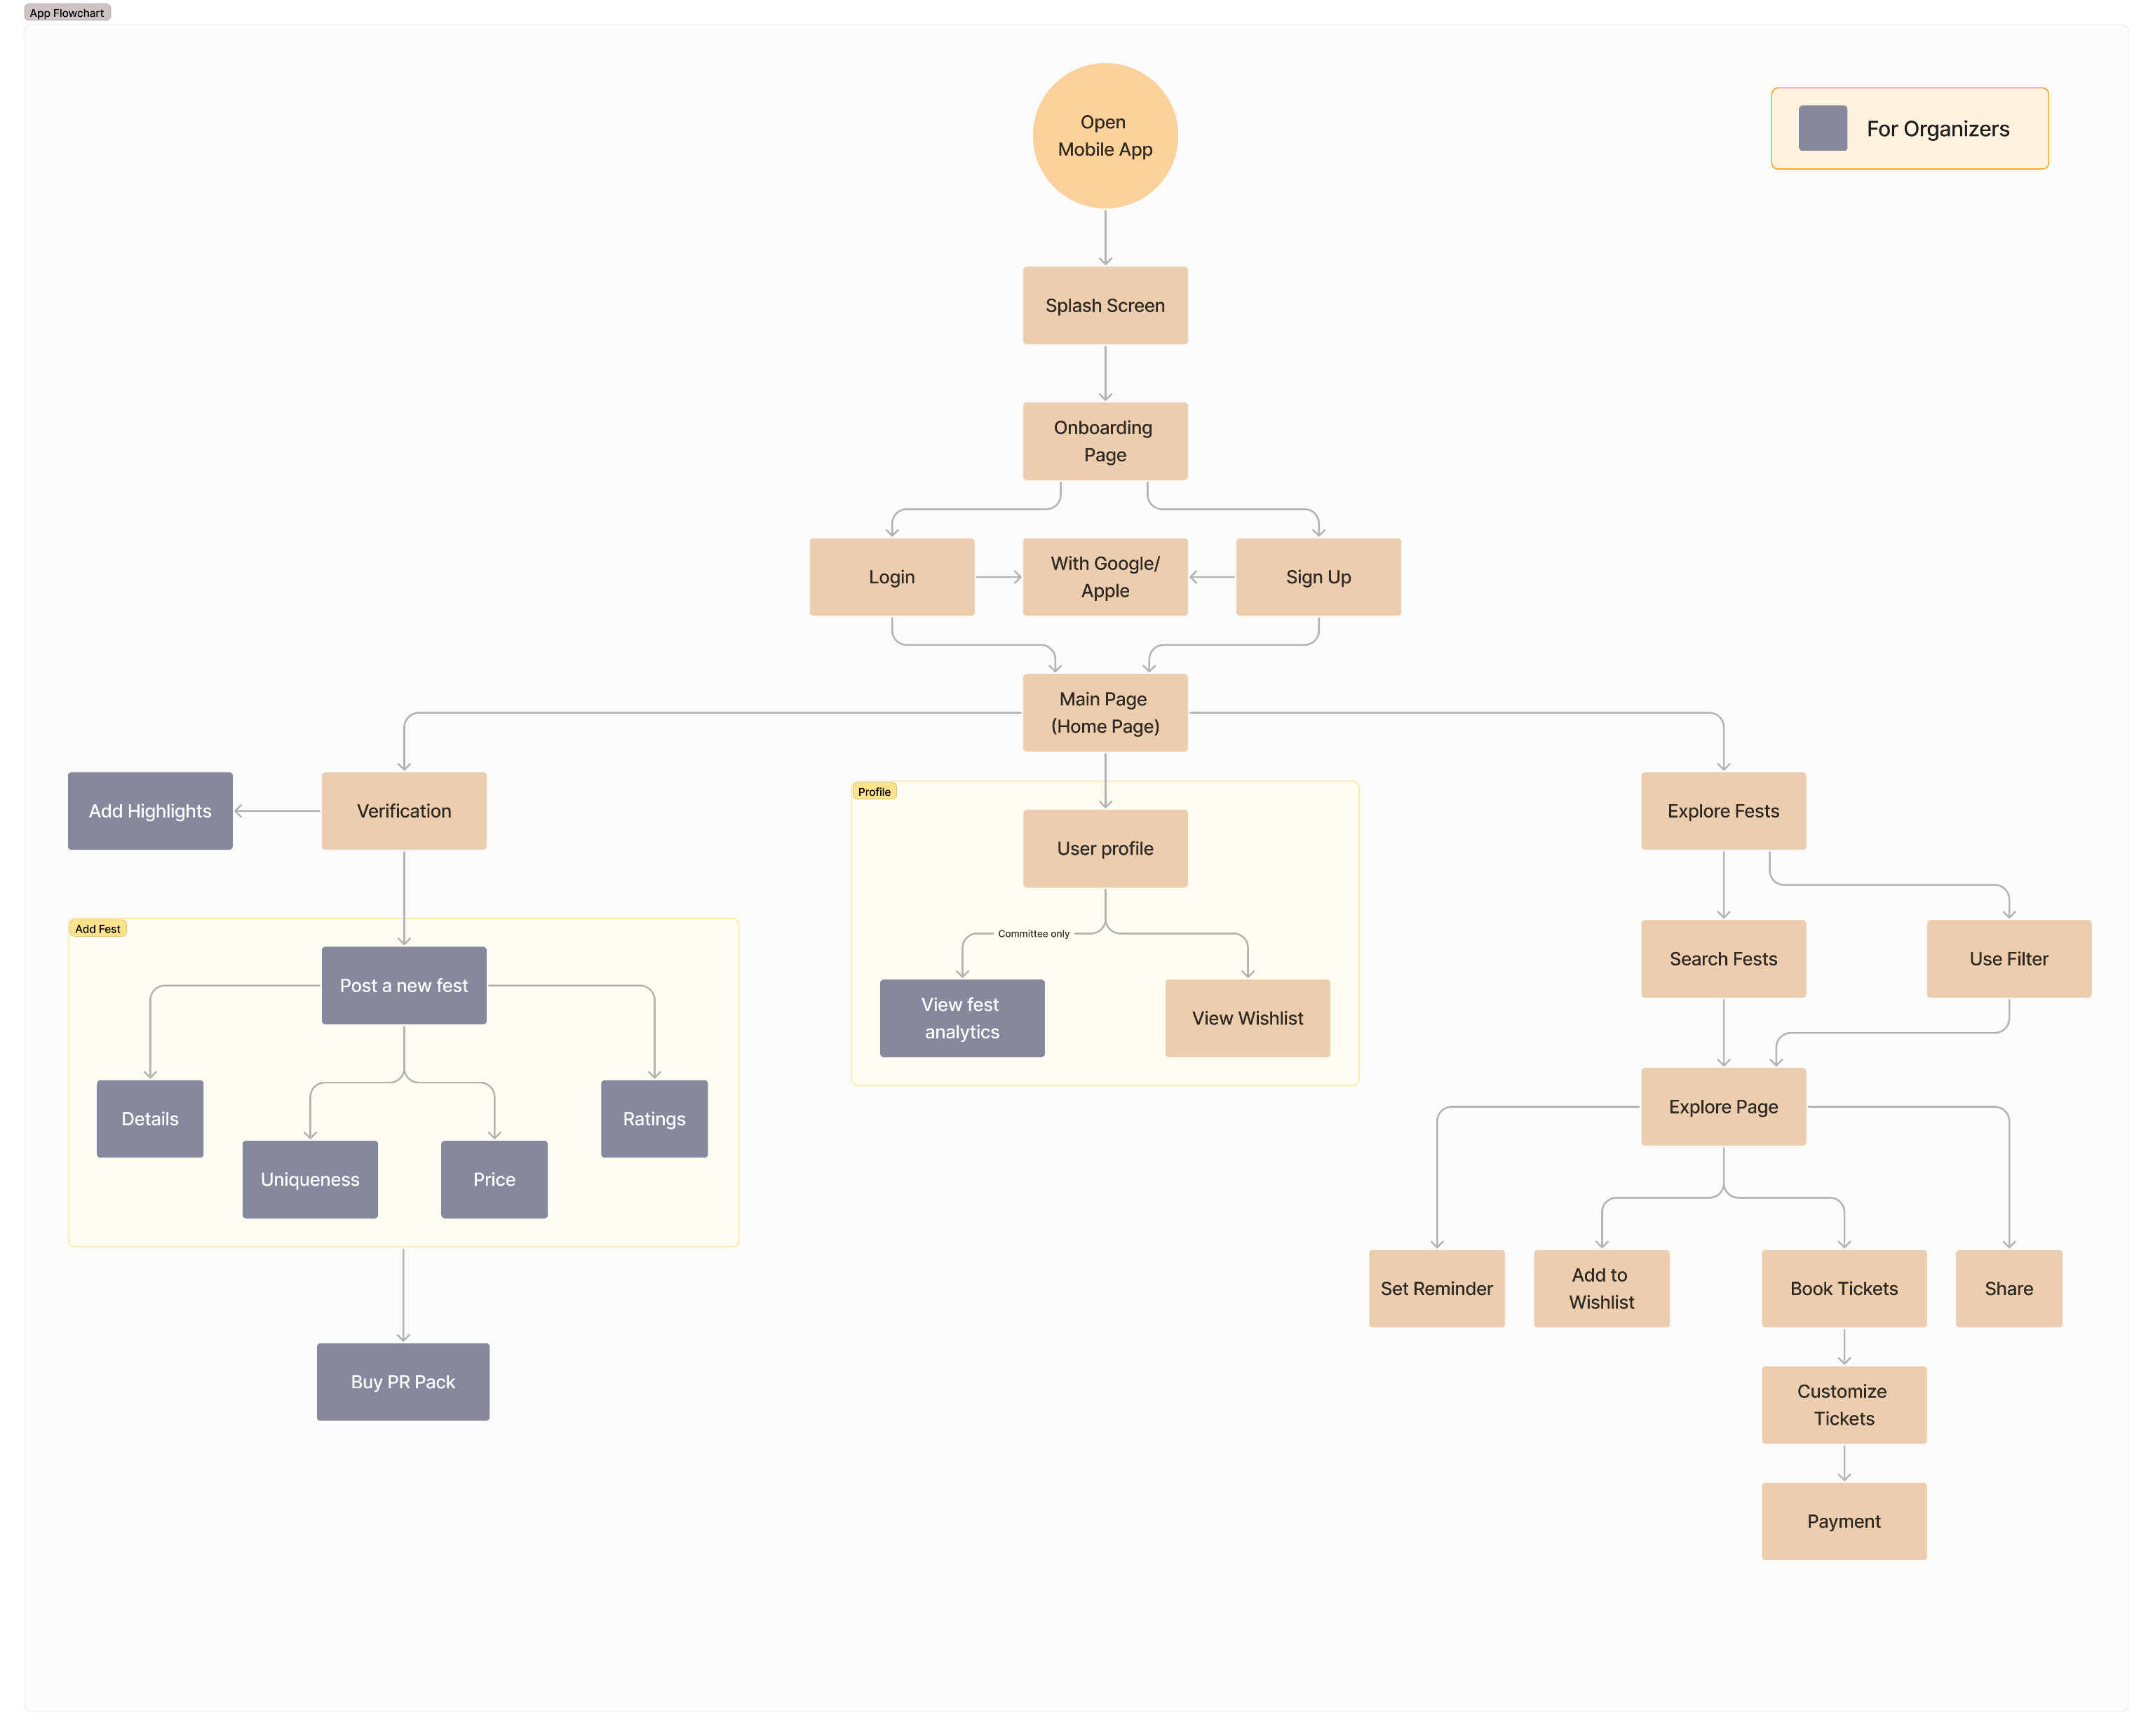 App Flowchart
Open
Mobile App
For Organizers
Splash Screen
Onboarding
Page
Login
With Google/
Apple
Sign Up
Main Page
(Home Page)
Add Highlights
Verification
Profile
User profile
Committee only
View fest
analytics
View Wishlist
Explore Fests
Search Fests
Use Filter
Add Fest
Post a new fest
Details
Uniqueness
Price
Ratings
Buy PR Pack
Explore Page
Set Reminder
Add to
Wishlist
Book Tickets
Share
Customize
Tickets
Payment